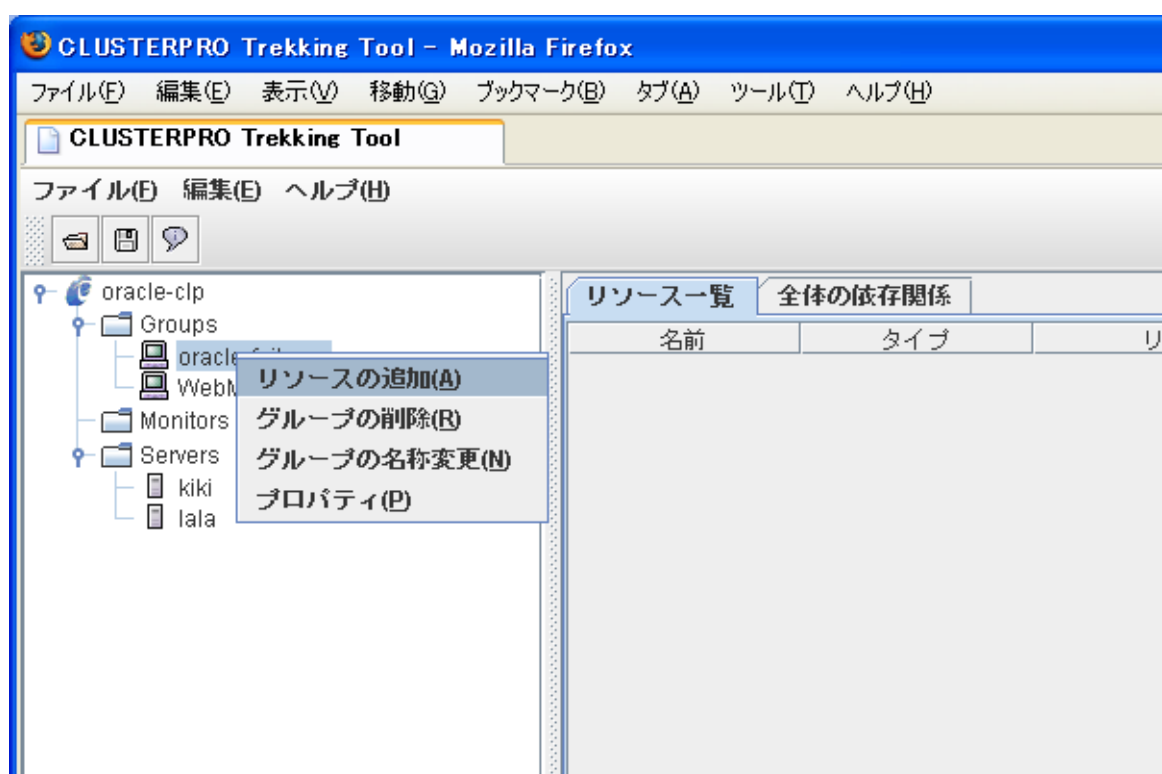 CLUSTERPRO Trekking Tool - Mozilla Firefox
ファイル(F) 編集(E) 表示(V) 移動(G) ブックマーク(B) タブ(A) ツール(T) ヘルプ(H)
CLUSTERPRO Trekking Tool
ファイル(F) 編集(E) ヘルプ(H)
oracle-clp
Groups
Monitors
Servers
kiki
lala
リソースの追加(A)
グループの削除(R)
グループの名称変更(N)
プロパティ(P)
リソース一覧 全体の依存関係
名前 タイプ